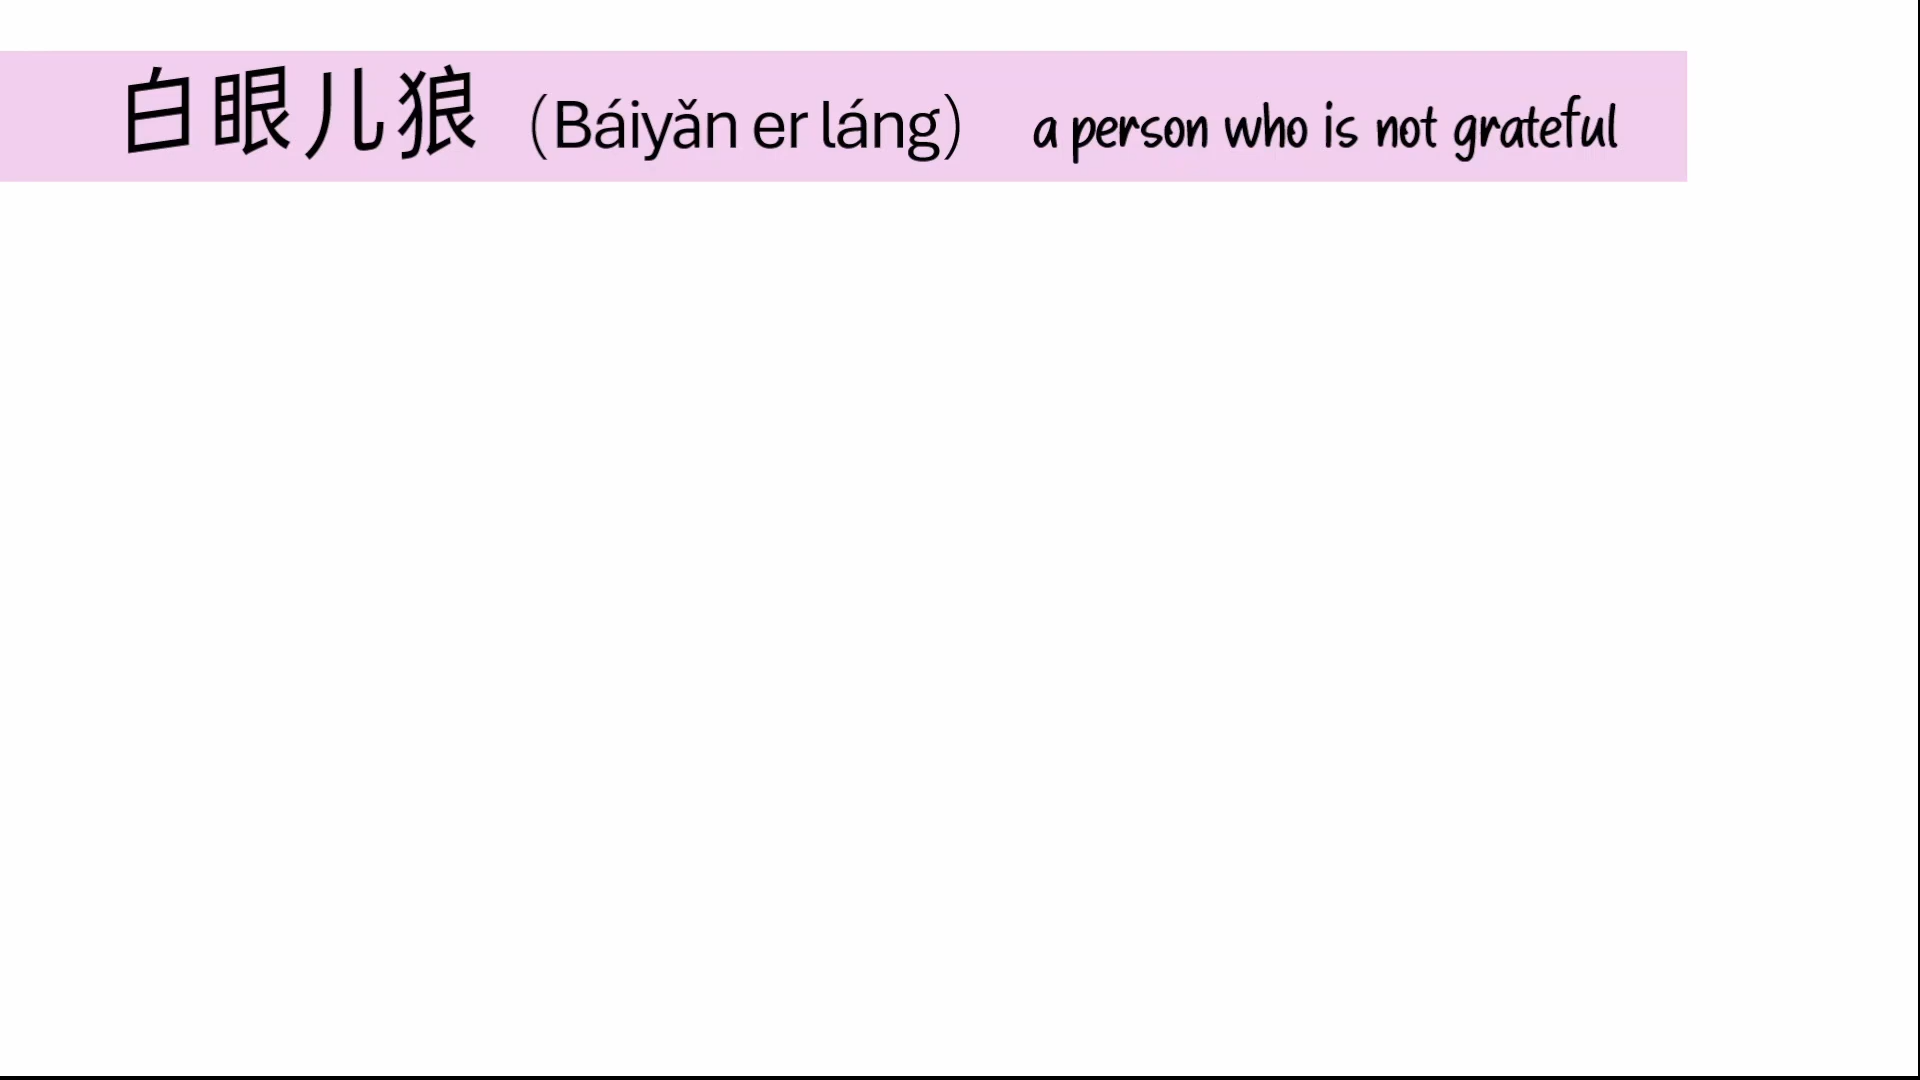 白眼儿狼 (Báiyǎn er láng) a person who is not grateful